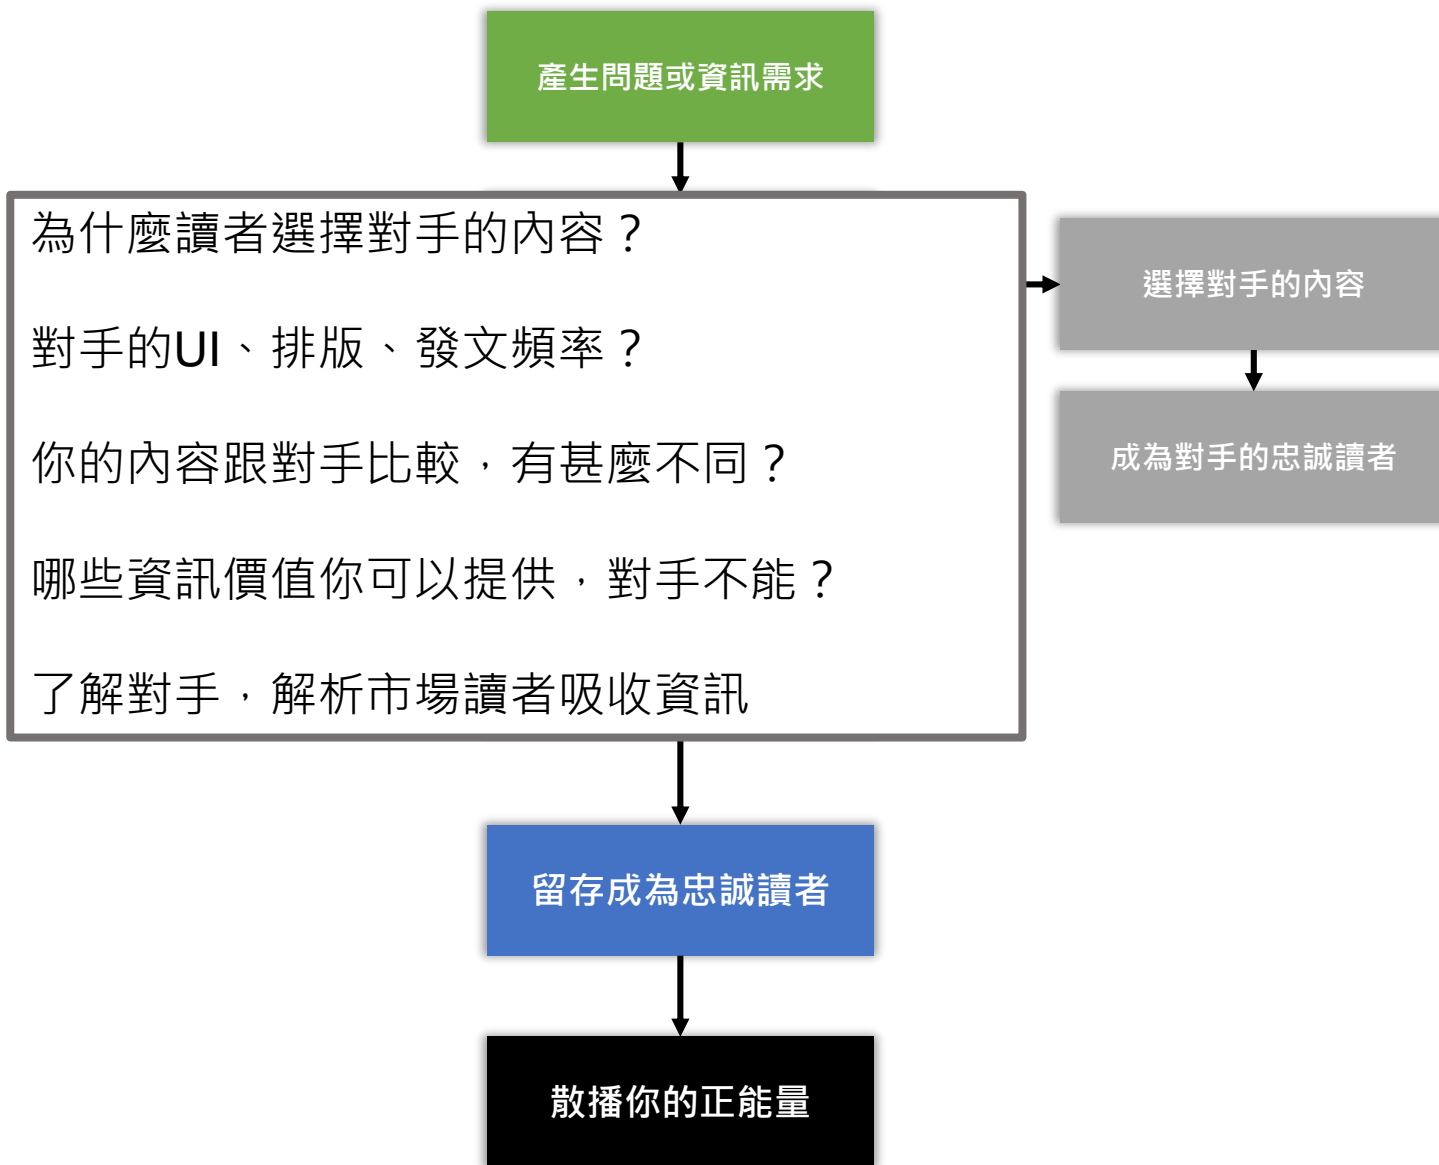 產生問題或資訊需求
為什麼讀者選擇對手的內容？
對手的UI、排版、發文頻率？
你的內容跟對手比較，有甚麼不同？
哪些資訊價值你可以提供，對手不能？
了解對手，解析市場讀者吸收資訊
選擇對手的內容
成為對手的忠誠讀者
留存成為忠誠讀者
散播你的正能量